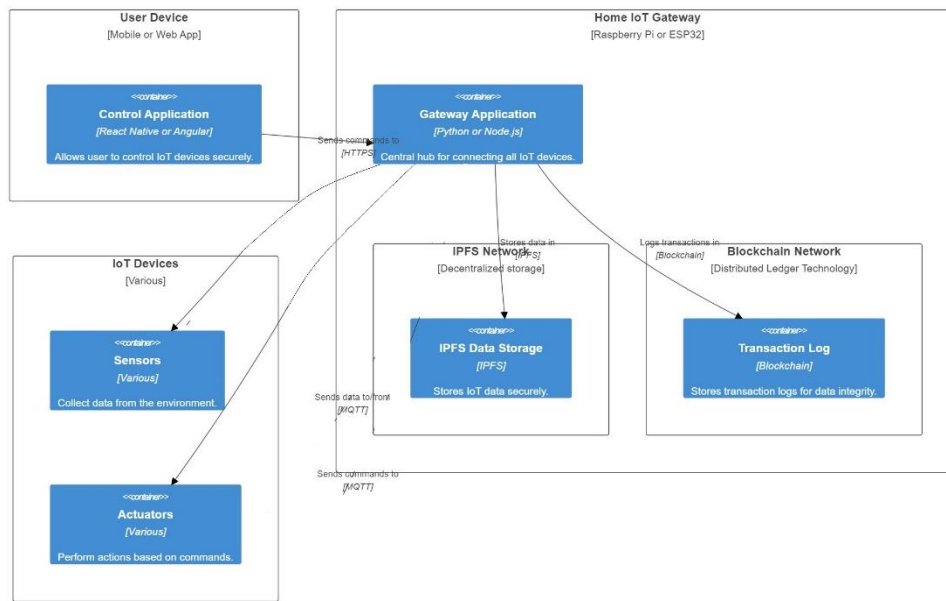 User Device
[Mobile or Web App]
<<container>>
Control Application
[React Native or Angular]
Allows user to control IoT devices securely.
Sends commands to
[HTTPS]
Home IoT Gateway
[Raspberry Pi or ESP32]
<<container>>
Gateway Application
[Python or Node.js]
Central hub for connecting all IoT devices.
Stores data in
[IPFS]
Logs transactions in
[Blockchain]
IPFS Network
[Decentralized storage]
<<container>>
IPFS Data Storage
[IPFS]
Stores IoT data securely.
Blockchain Network
[Distributed Ledger Technology]
<<container>>
Transaction Log
[Blockchain]
Stores transaction logs for data integrity.
IoT Devices
[Various]
<<container>>
Sensors
[Various]
Collect data from the environment.
Sends data to/from
[MQTT]
Sends commands to
[MQTT]
<<container>>
Actuators
[Various]
Perform actions based on commands.